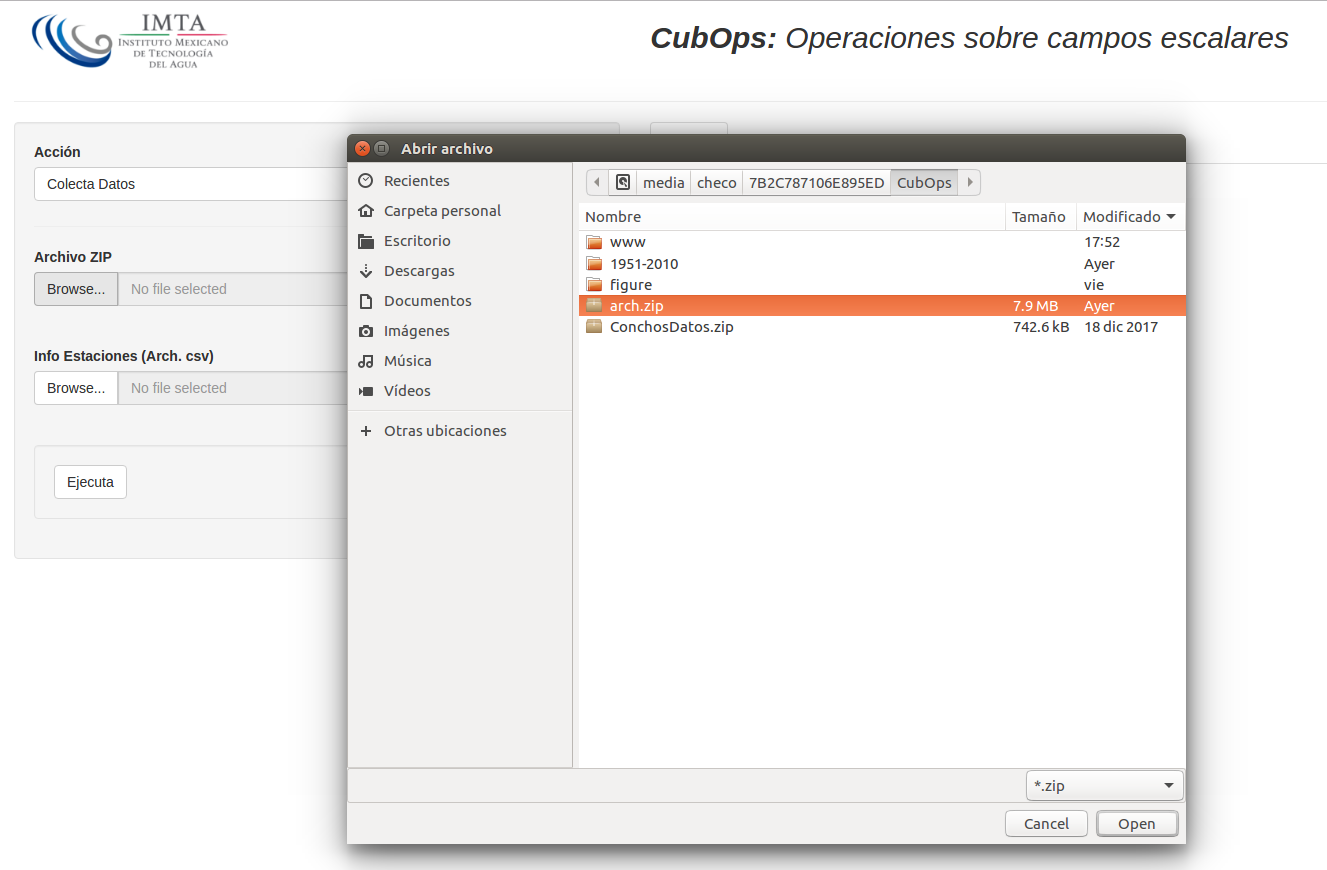 IMTA
INSTITUTO MEXICANO
DE TECNOLOGÍA
DEL AGUA
CubOps: Operaciones sobre campos escalares
Acción
Colecta Datos
Archivo ZIP
Browse... No file selected
Info Estaciones (Arch. csv)
Browse... No file selected
Ejecuta
Abrir archivo
Recientes
Carpeta personal
Escritorio
Descargas
Documentos
Imágenes
Música
Vídeos
+ Otras ubicaciones
media checo 7B2C787106E895ED CubOps
Nombre Tamaño Modificado
www 17:52
1951-2010 Ayer
figure vie
arch.zip 7.9 MB Ayer
ConchosDatos.zip 742.6 kB 18 dic 2017
*.zip
Cancel Open